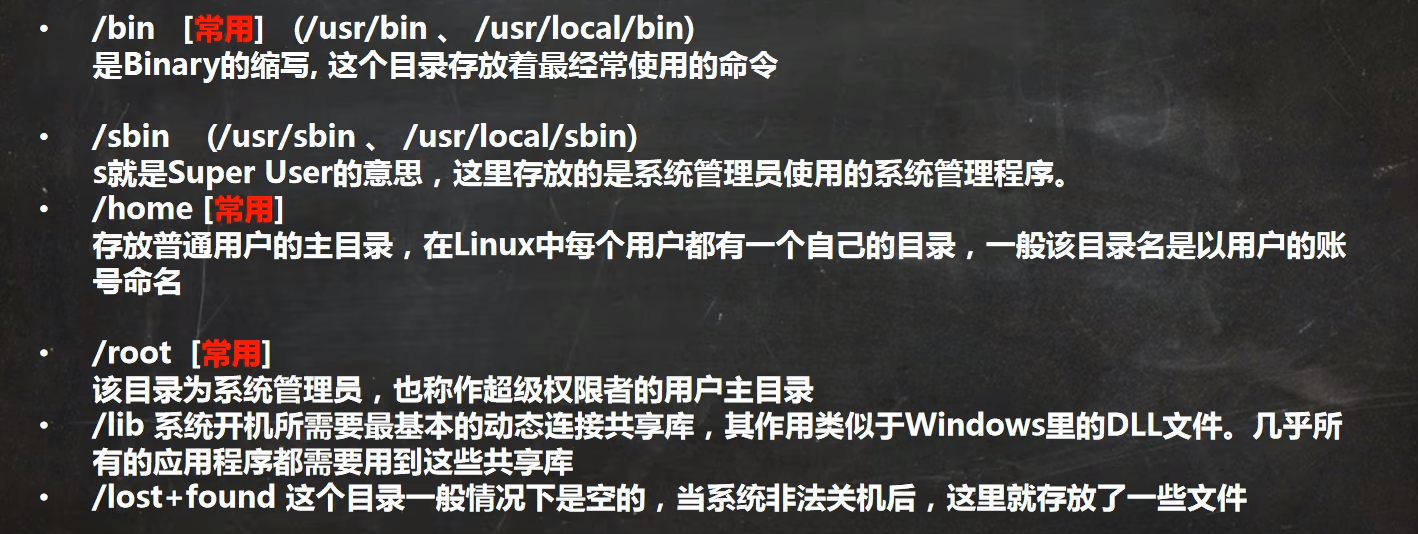 • /bin [常用] (/usr/bin 、 /usr/local/bin)
是Binary的缩写, 这个目录存放着最经常使用的命令
• /sbin (/usr/sbin 、 /usr/local/sbin)
s就是Super User的意思，这里存放的是系统管理员使用的系统管理程序。
• /home [常用]
存放普通用户的主目录，在Linux中每个用户都有一个自己的目录，一般该目录名是以用户的账
号命名
• /root [常用]
该目录为系统管理员，也称作超级权限者的用户主目录
• /lib 系统开机所需要最基本的动态连接共享库，其作用类似于Windows里的DLL文件。几乎所
有的应用程序都需要用到这些共享库
• /lost+found 这个目录一般情况下是空的，当系统非法关机后，这里就存放了一些文件